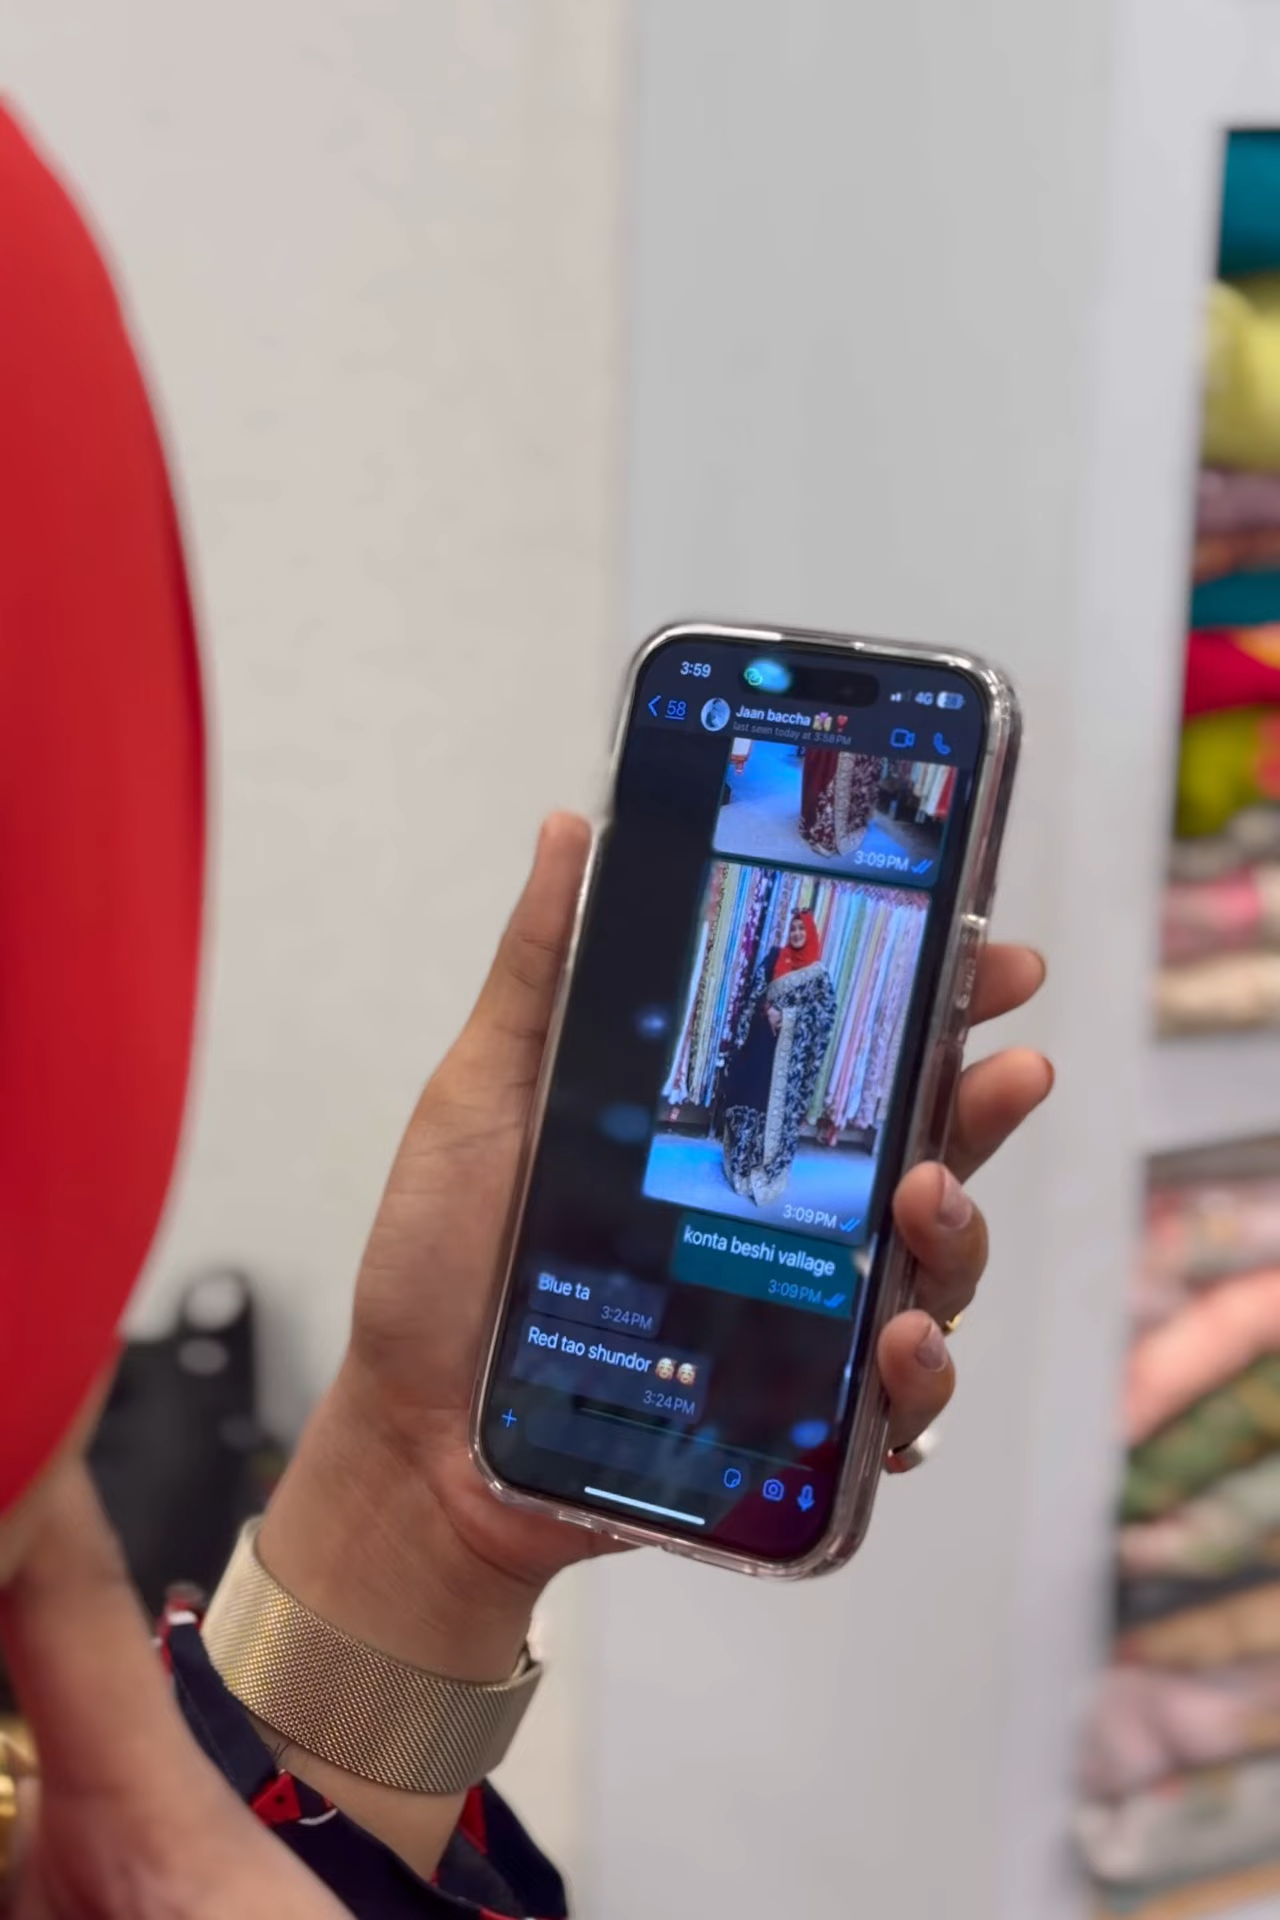 3:59
4G
58
Jaan baccha
last seen today at 3:58 PM
3:09 PM
3:09 PM
konta beshi vallage
3:09 PM
Blue ta
3:24 PM
Red tao shundor 🥰🥰
3:24 PM